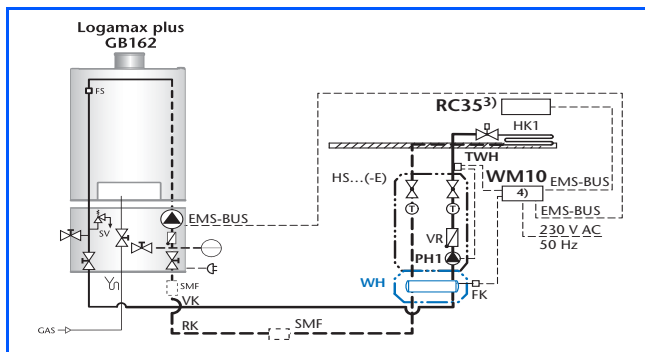 Logamax plus
GB162
FS
RC35³⁾
HK1
TWH
HS...(-E)
WM10
4)
EMS-BUS
EMS-BUS
EMS-BUS
230 V AC
50 Hz
SV
T
T
VR
PH1
WH
FK
SMF
VK
RK
SMF
GAS